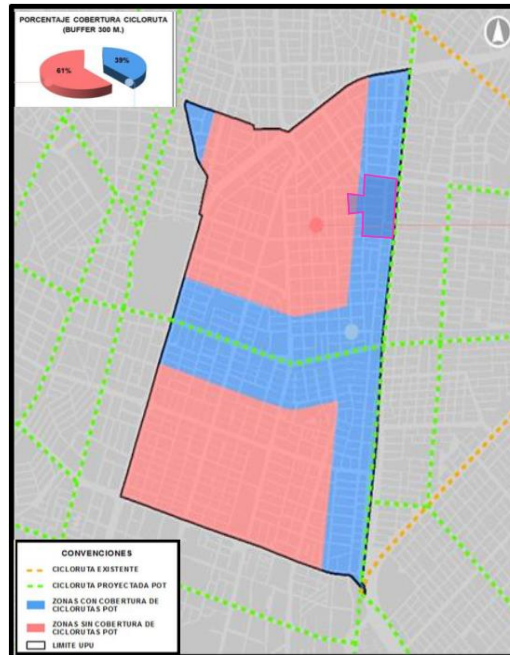 PORCENTAJE COBERTURA CICLORUTA
(BUFFER 300 M.)
39%
61%
CONVENCIONES
CICLORUTA EXISTENTE
CICLORUTA PROYECTADA POT
ZONAS CON COBERTURA DE
CICLORUTAS POT
ZONAS SIN COBERTURA DE
CICLORUTAS POT
LIMITE UPU